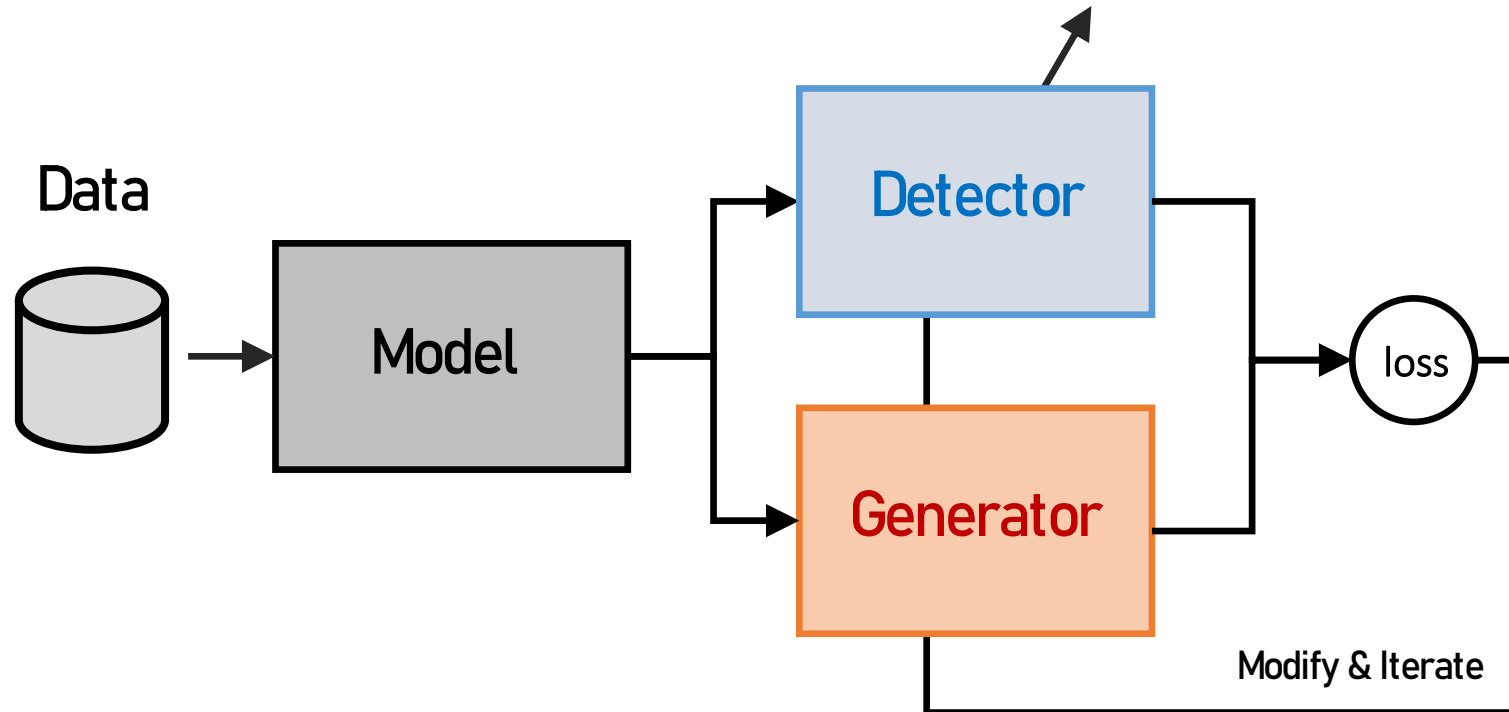 Data
Model
Detector
Generator
loss
Modify & Iterate